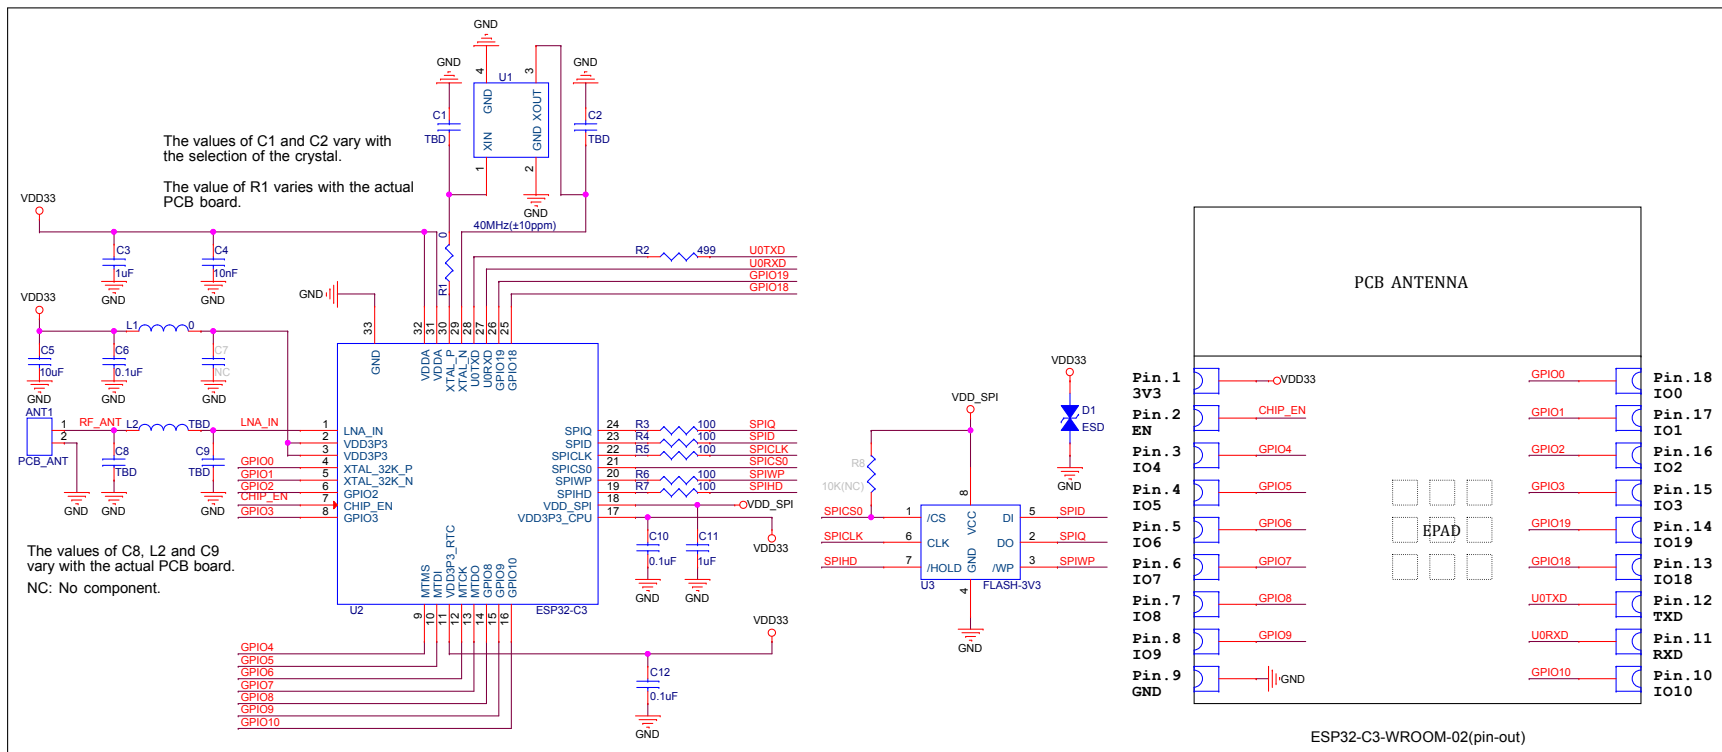 GND
4
3
U1
GND
GND
C1
TBD
GND
XOUT
XIN
GND
C2
TBD
1
2
GND
40MHz(±10ppm)
The values of C1 and C2 vary with
the selection of the crystal.
The value of R1 varies with the actual
PCB board.
VDD33
C3
1uF
GND
C4
10nF
GND
0
R1
R2
499
U0TXD
U0RXD
GPIO19
GPIO18
GND
VDD33
L1
0
C5
10uF
GND
C6
0.1uF
GND
C7
NC
GND
33
32
31
30
29
28
27
26
25
GND
VDDA
VDDA
XTAL_P
XTAL_N
U0TXD
U0RXD
GPIO19
GPIO18
ANT1
1
2
PCB_ANT
RF_ANT
L2
TBD
LNA_IN
C8
TBD
C9
TBD
GND
GND
GND
GPIO0
GPIO1
GPIO2
CHIP_EN
GPIO3
1
2
3
4
5
6
7
8
LNA_IN
VDD3P3
VDD3P3
XTAL_32K_P
XTAL_32K_N
GPIO2
CHIP_EN
GPIO3
SPIQ
SPID
SPICLK
SPICS0
SPIWP
SPIHD
VDD_SPI
VDD3P3_CPU
24
23
22
21
20
19
18
17
R3
100
SPIQ
R4
100
SPID
R5
100
SPICLK
SPICS0
R6
100
SPIWP
R7
100
SPIHD
VDD_SPI
VDD33
C10
0.1uF
GND
C11
1uF
GND
The values of C8, L2 and C9
vary with the actual PCB board.
NC: No component.
MTMS
MTDI
VDD3P3_RTC
MTCK
MTDO
GPIO8
GPIO9
GPIO10
U2
ESP32-C3
9
10
11
12
13
14
15
16
GPIO4
GPIO5
GPIO6
GPIO7
GPIO8
GPIO9
GPIO10
VDD33
C12
0.1uF
GND
VDD_SPI
R8
10K(NC)
SPICS0
SPICLK
SPIHD
1
6
7
8
/CS
CLK
/HOLD
VCC
GND
DI
DO
/WP
5
2
3
4
SPID
SPIQ
SPIWP
U3
FLASH-3V3
GND
VDD33
D1
ESD
GND
PCB ANTENNA
Pin.1
3V3
VDD33
Pin.2
EN
CHIP_EN
Pin.3
IO4
GPIO4
Pin.4
IO5
GPIO5
Pin.5
IO6
GPIO6
Pin.6
IO7
GPIO7
Pin.7
IO8
GPIO8
Pin.8
IO9
GPIO9
Pin.9
GND
GND
EPAD
GPIO0
Pin.18
IO0
GPIO1
Pin.17
IO1
GPIO2
Pin.16
IO2
GPIO3
Pin.15
IO3
GPIO19
Pin.14
IO19
GPIO18
Pin.13
IO18
U0TXD
Pin.12
TXD
U0RXD
Pin.11
RXD
GPIO10
Pin.10
IO10
ESP32-C3-WROOM-02(pin-out)